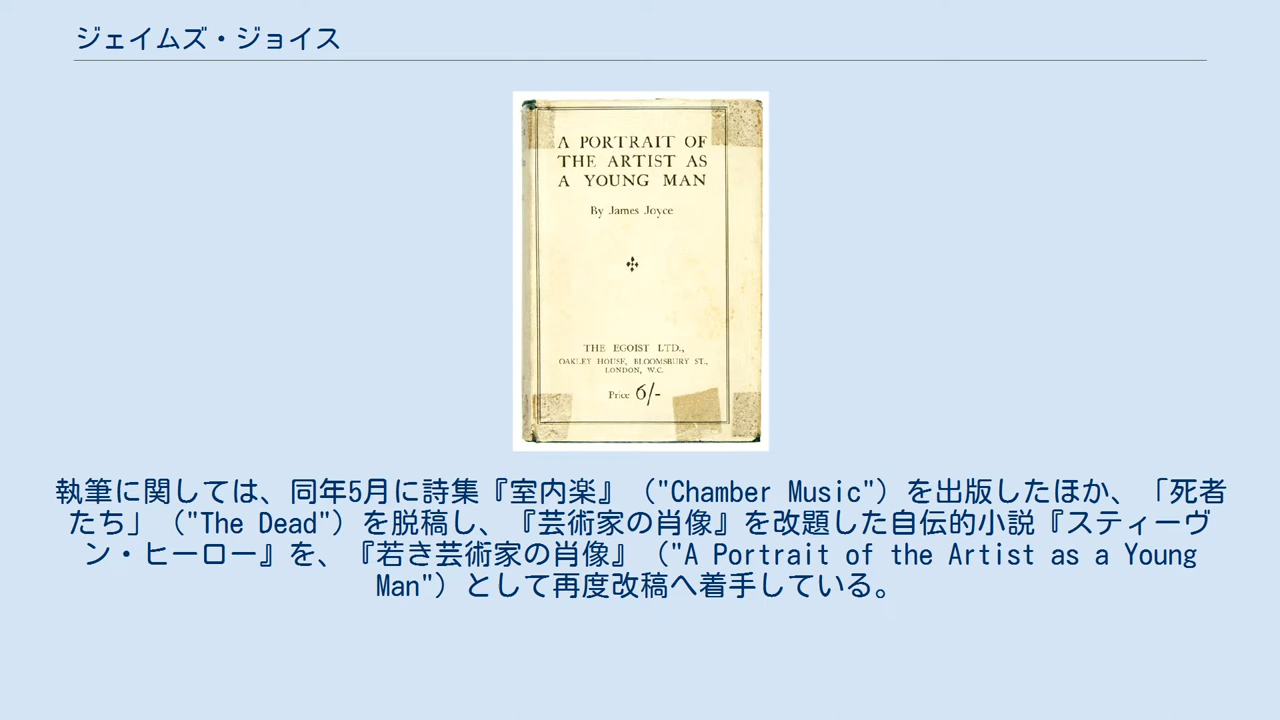 ジェイムズ・ジョイス
A PORTRAIT OF
THE ARTIST AS
A YOUNG MAN
By James Joyce
THE EGOIST LTD.,
OAKLEY HOUSE, BLOOMSBURY ST.,
LONDON, W.C.
Price 6/-
執筆に関しては、同年5月に詩集『室内楽』（"Chamber Music"）を出版したほか、「死者
たち」（"The Dead"）を脱稿し、『芸術家の肖像』を改題した自伝的小説『スティーヴ
ン・ヒーロー』を、『若き芸術家の肖像』（"A Portrait of the Artist as a Young
Man"）として再度改稿へ着手している。